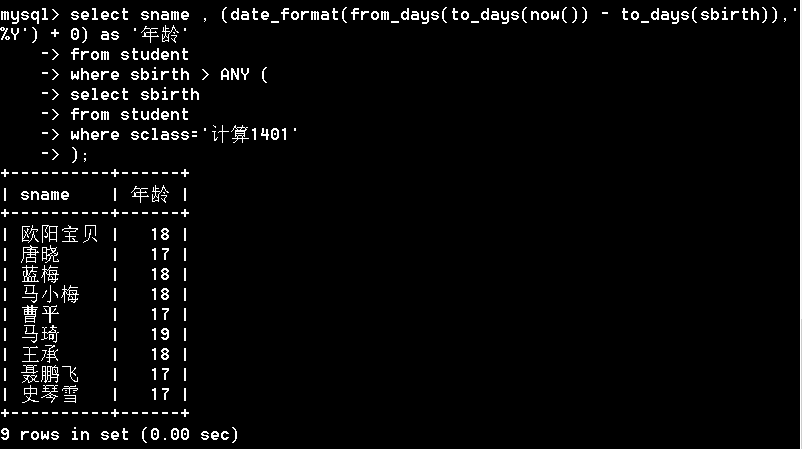 mysql> select sname , (date_format(from_days(to_days(now()) - to_days(sbirth)),'
%Y') + 0) as '年龄'
    -> from student
    -> where sbirth > ANY (
    -> select sbirth
    -> from student
    -> where sclass='计算1401'
    -> );
+----------+------+
| sname    | 年龄 |
+----------+------+
| 欧阳宝贝 |   18 |
| 唐晓     |   17 |
| 蓝梅     |   18 |
| 马小梅   |   18 |
| 曹平     |   17 |
| 马琦     |   19 |
| 王承     |   18 |
| 聂鹏飞   |   17 |
| 史琴雪   |   17 |
+----------+------+
9 rows in set (0.00 sec)